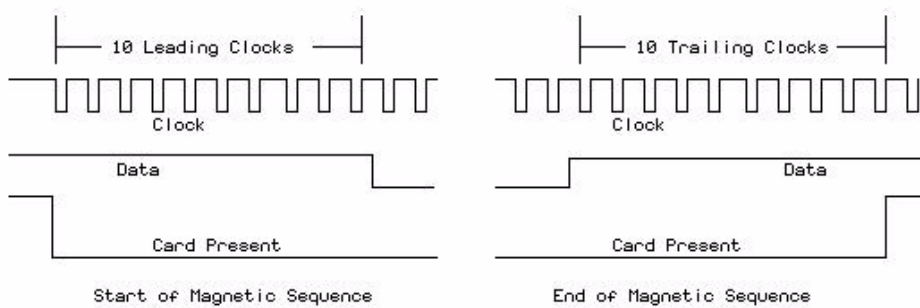 10 Leading Clocks
10 Trailing Clocks
Clock
Clock
Data
Data
Card Present
Card Present
Start of Magnetic Sequence
End of Magnetic Sequence